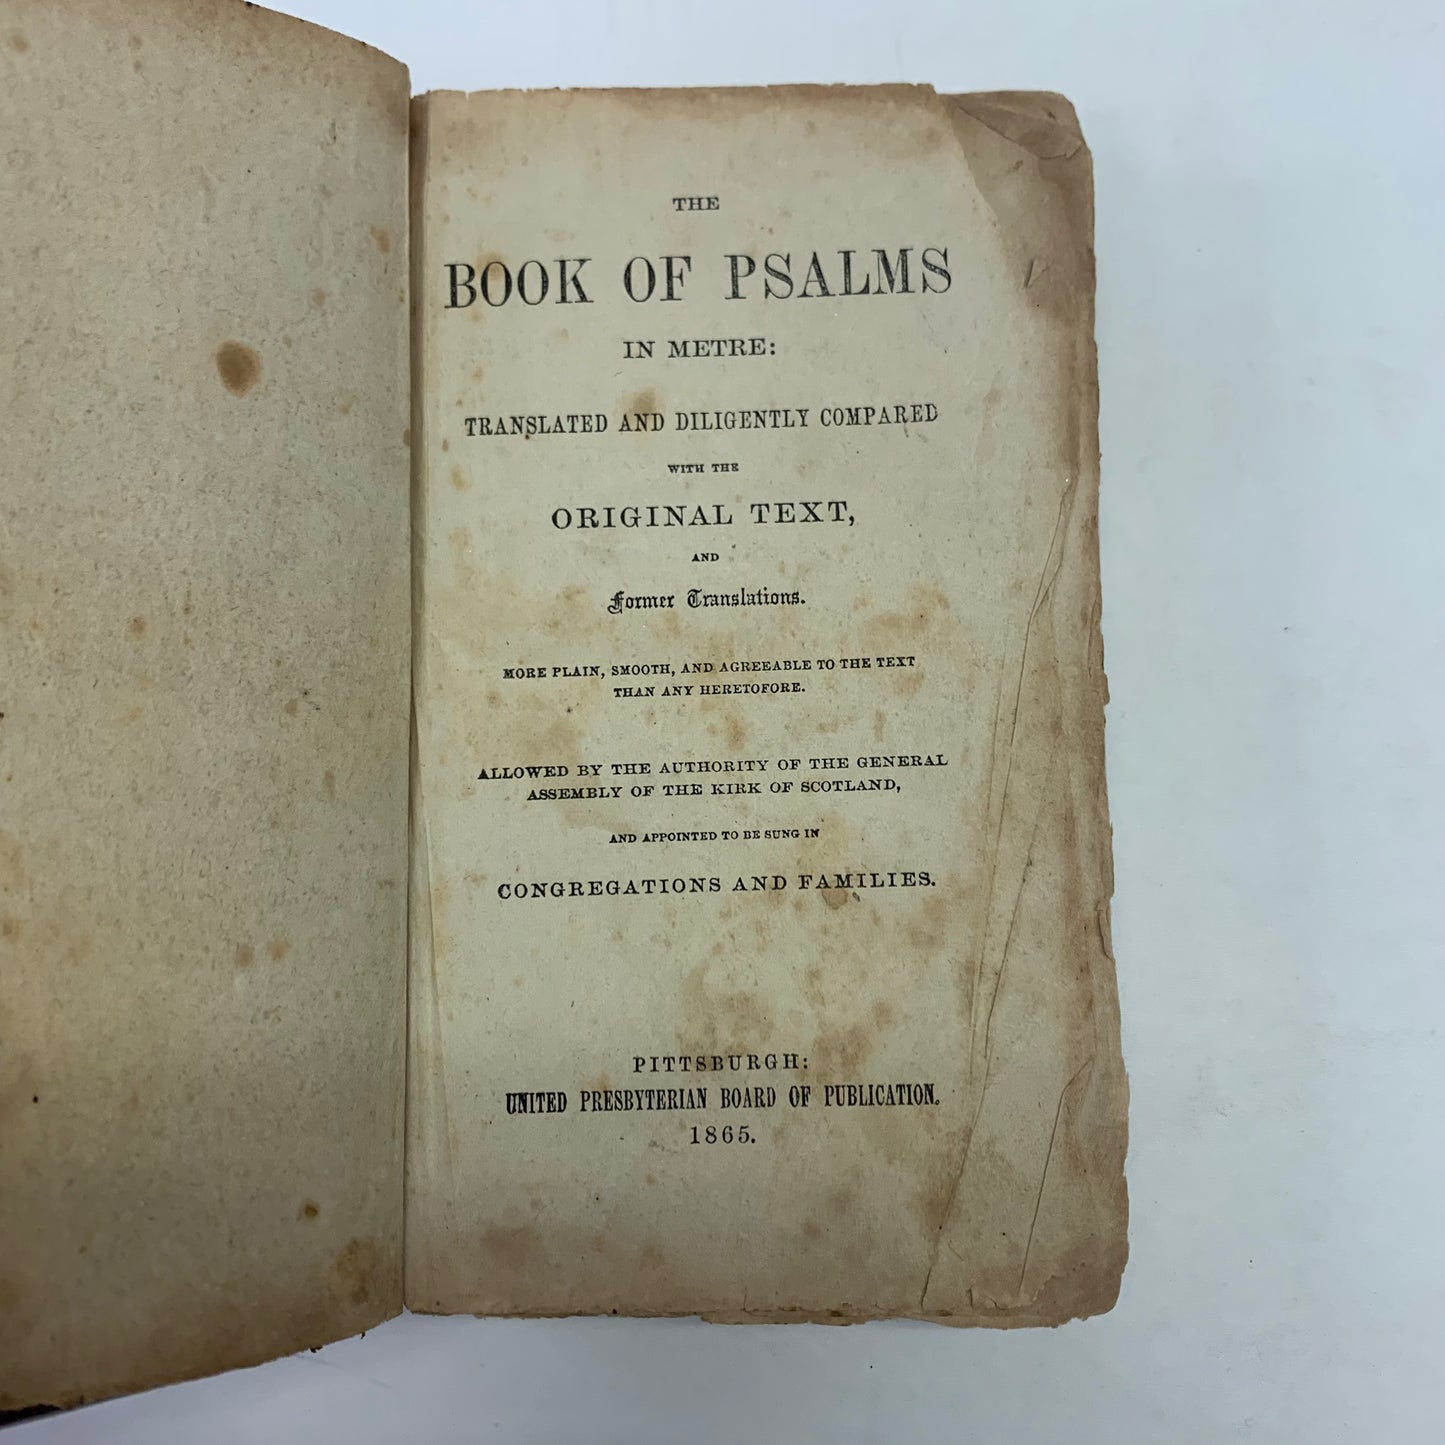 THE
BOOK OF PSALMS
IN METRE:
TRANSLATED AND DILIGENTLY COMPARED
WITH THE
ORIGINAL TEXT,
AND
Former Translations.
MORE PLAIN, SMOOTH, AND AGREEABLE TO THE TEXT
THAN ANY HERETOFORE.
ALLOWED BY THE AUTHORITY OF THE GENERAL
ASSEMBLY OF THE KIRK OF SCOTLAND,
AND APPOINTED TO BE SUNG IN
CONGREGATIONS AND FAMILIES.
PITTSBURGH:
UNITED PRESBYTERIAN BOARD OF PUBLICATION.
1865.